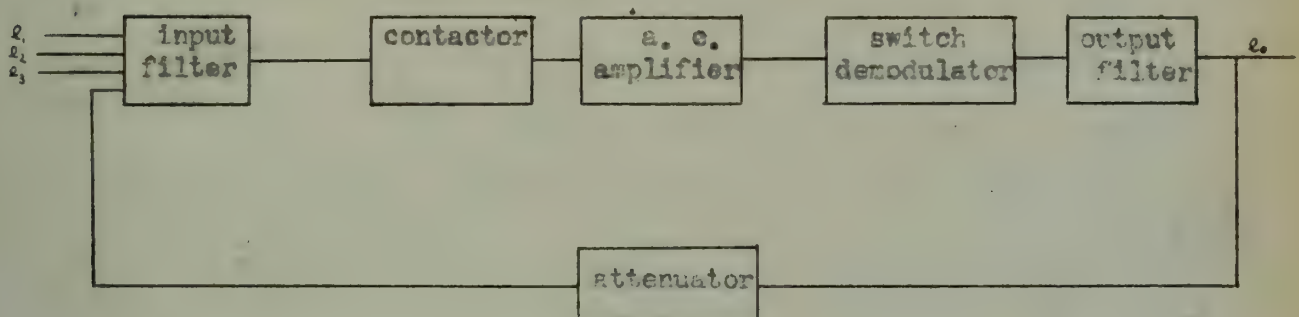 e₁
e₂
e₃
input
filter
contactor
a. c.
amplifier
switch
demodulator
output
filter
e₀
attenuator